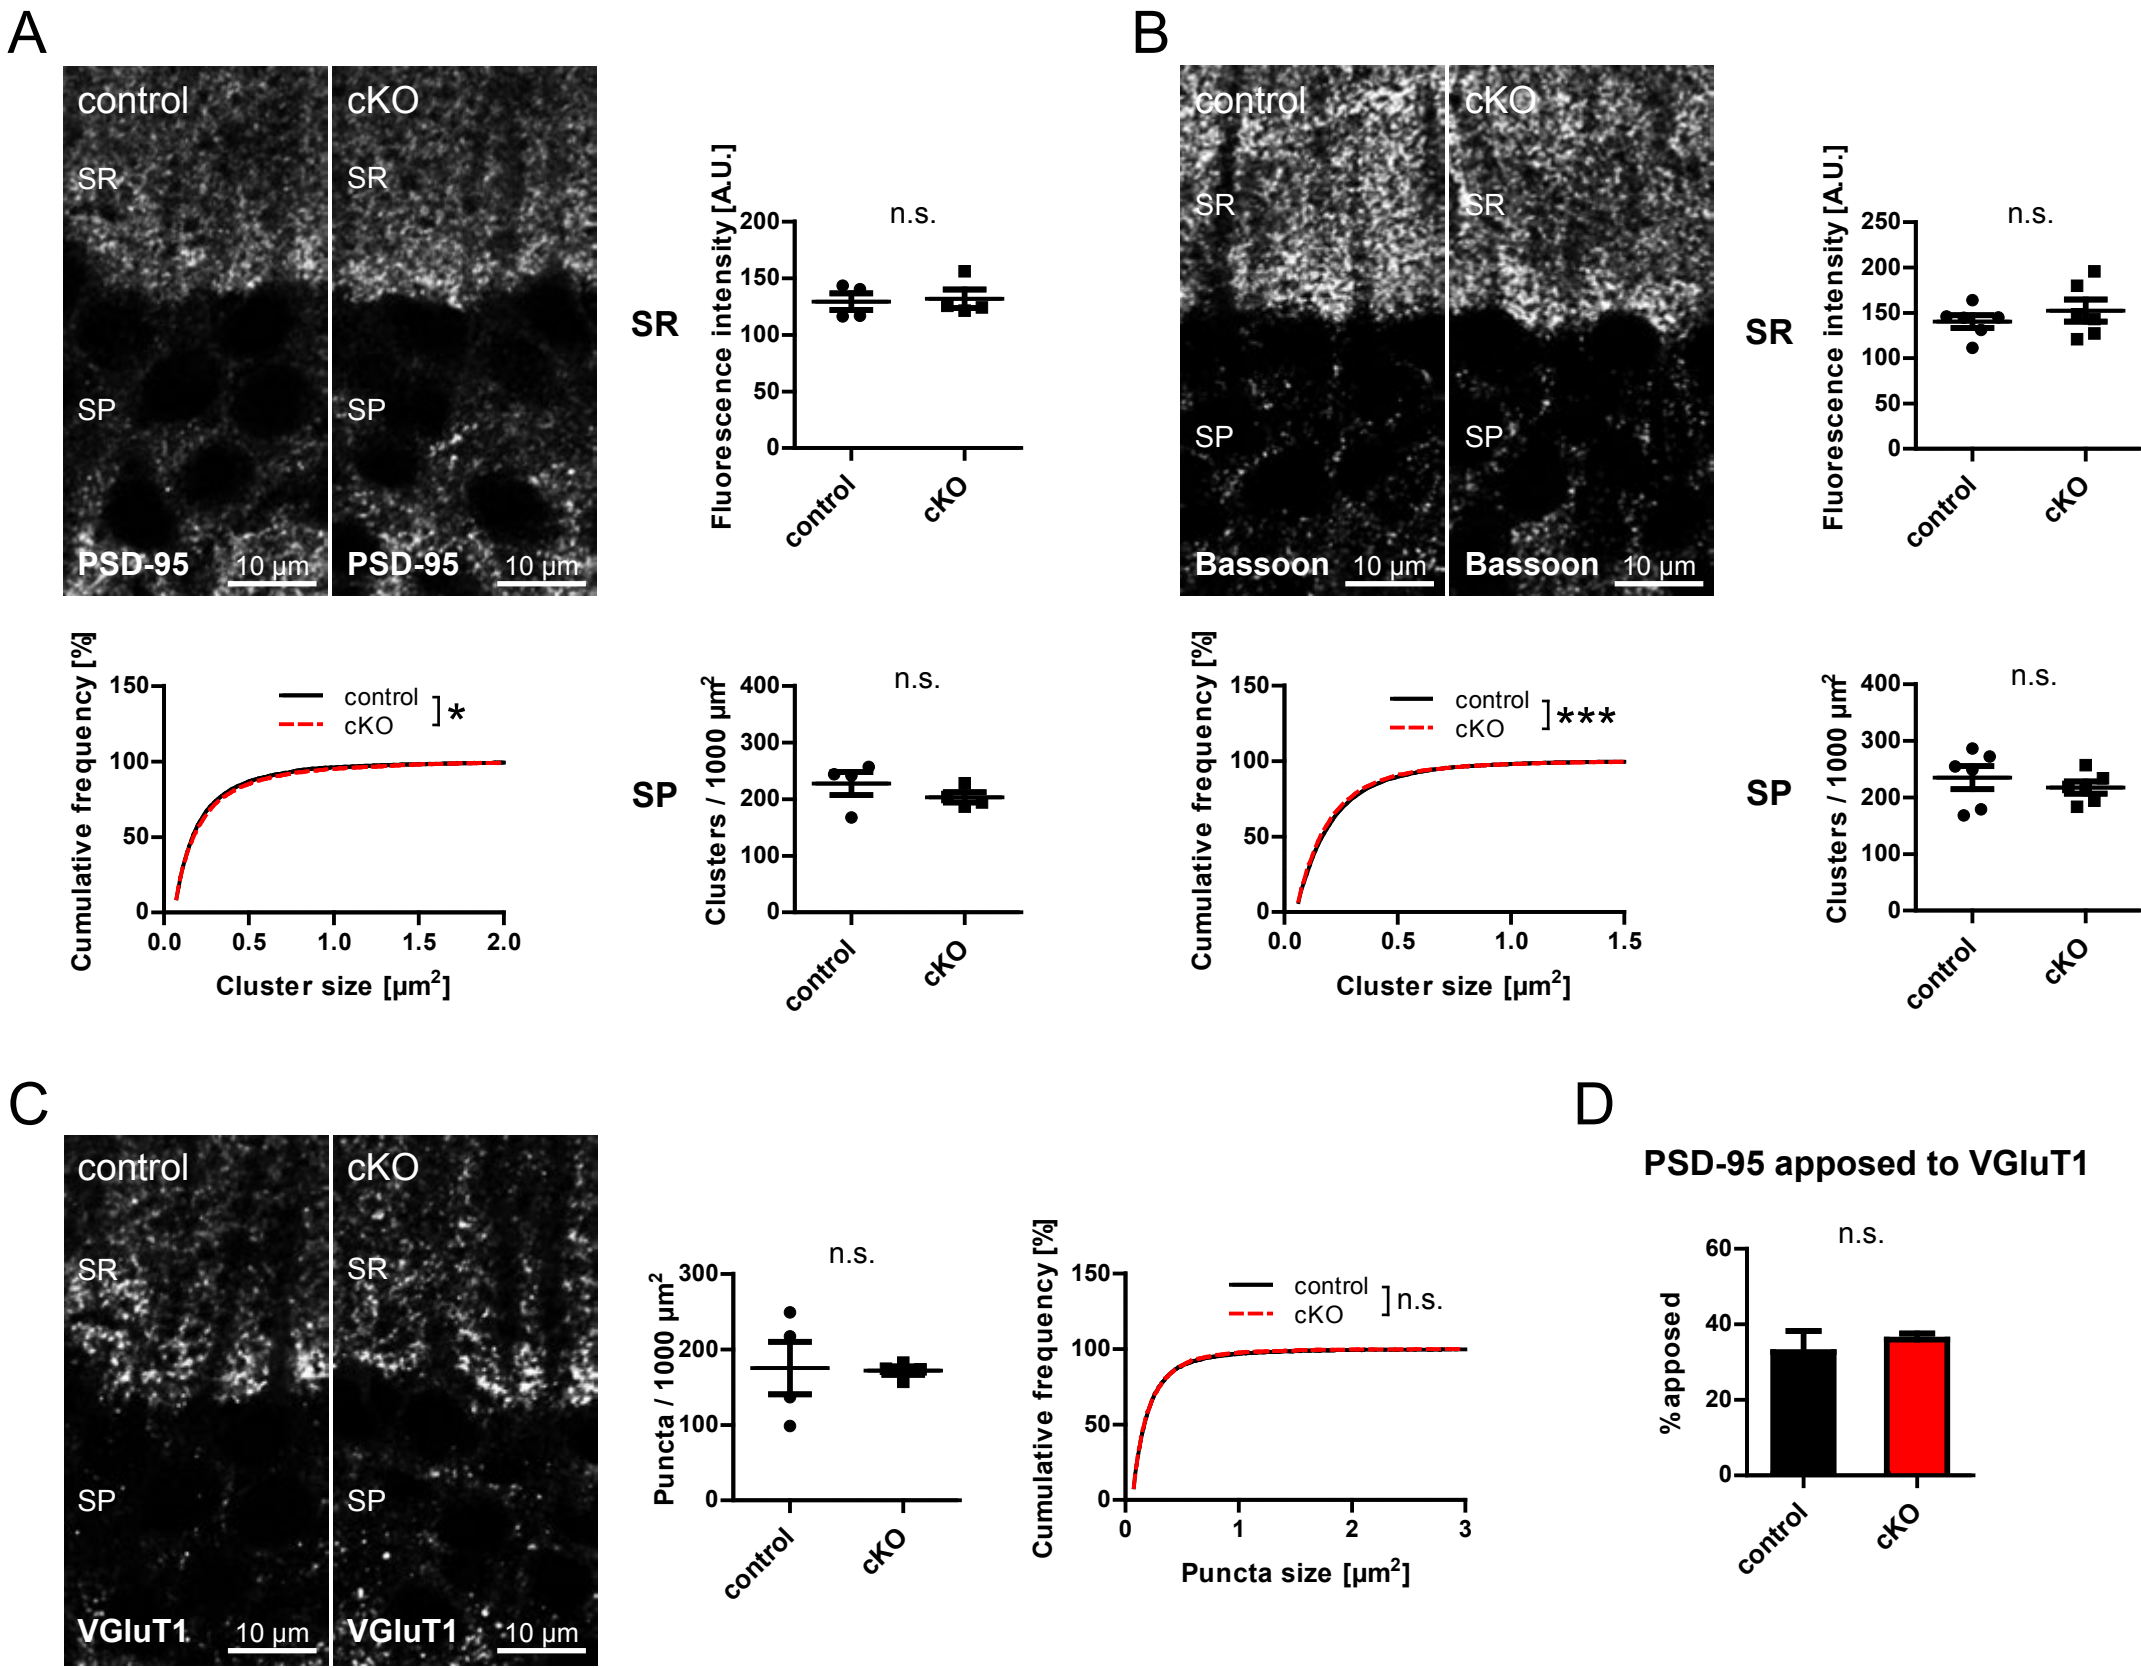 A
control
cKO
SR
SR
SP
SP
PSD-95
10 µm
PSD-95
10 µm
SR
Fluorescence intensity [A.U.]
n.s.
200
150
100
50
0
control
cKO
Cumulative frequency [%]
150
100
50
0
control
cKO
*
0.0
0.5
1.0
1.5
2.0
Cluster size [µm²]
SP
Clusters / 1000 µm²
n.s.
400
300
200
100
0
control
cKO
B
control
cKO
SR
SR
SP
SP
Bassoon
10 µm
Bassoon
10 µm
SR
Fluorescence intensity [A.U.]
n.s.
250
200
150
100
50
0
control
cKO
Cumulative frequency [%]
150
100
50
0
control
cKO
***
0.0
0.5
1.0
1.5
Cluster size [µm²]
SP
Clusters / 1000 µm²
n.s.
400
300
200
100
0
control
cKO
C
control
cKO
SR
SR
SP
SP
VGluT1
10 µm
VGluT1
10 µm
Puncta / 1000 µm²
n.s.
300
200
100
0
control
cKO
Cumulative frequency [%]
150
100
50
0
control
cKO
n.s.
0
1
2
3
Puncta size [µm²]
D
PSD-95 apposed to VGluT1
n.s.
% apposed
60
40
20
0
control
cKO